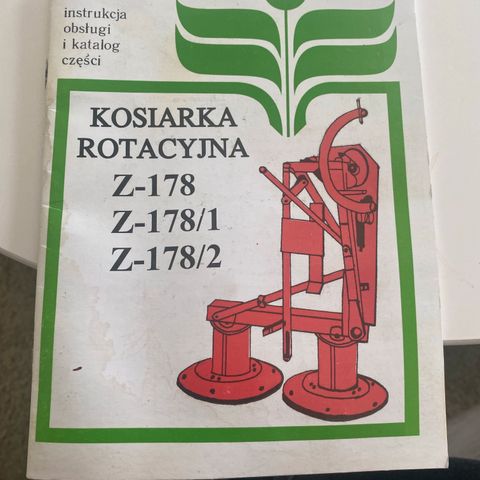 instrukcja
obsługi
i katalog
części
KOSIARKA
ROTACYJNA
Z-178
Z-178/1
Z-178/2